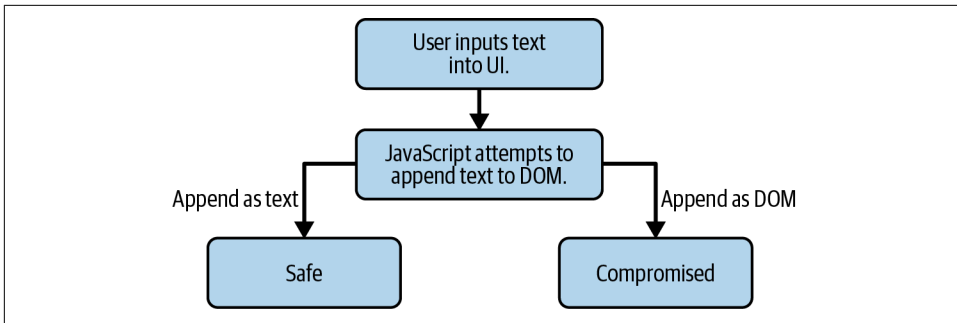 User inputs text
into UI.
JavaScript attempts to
append text to DOM.
Append as text
Append as DOM
Safe
Compromised